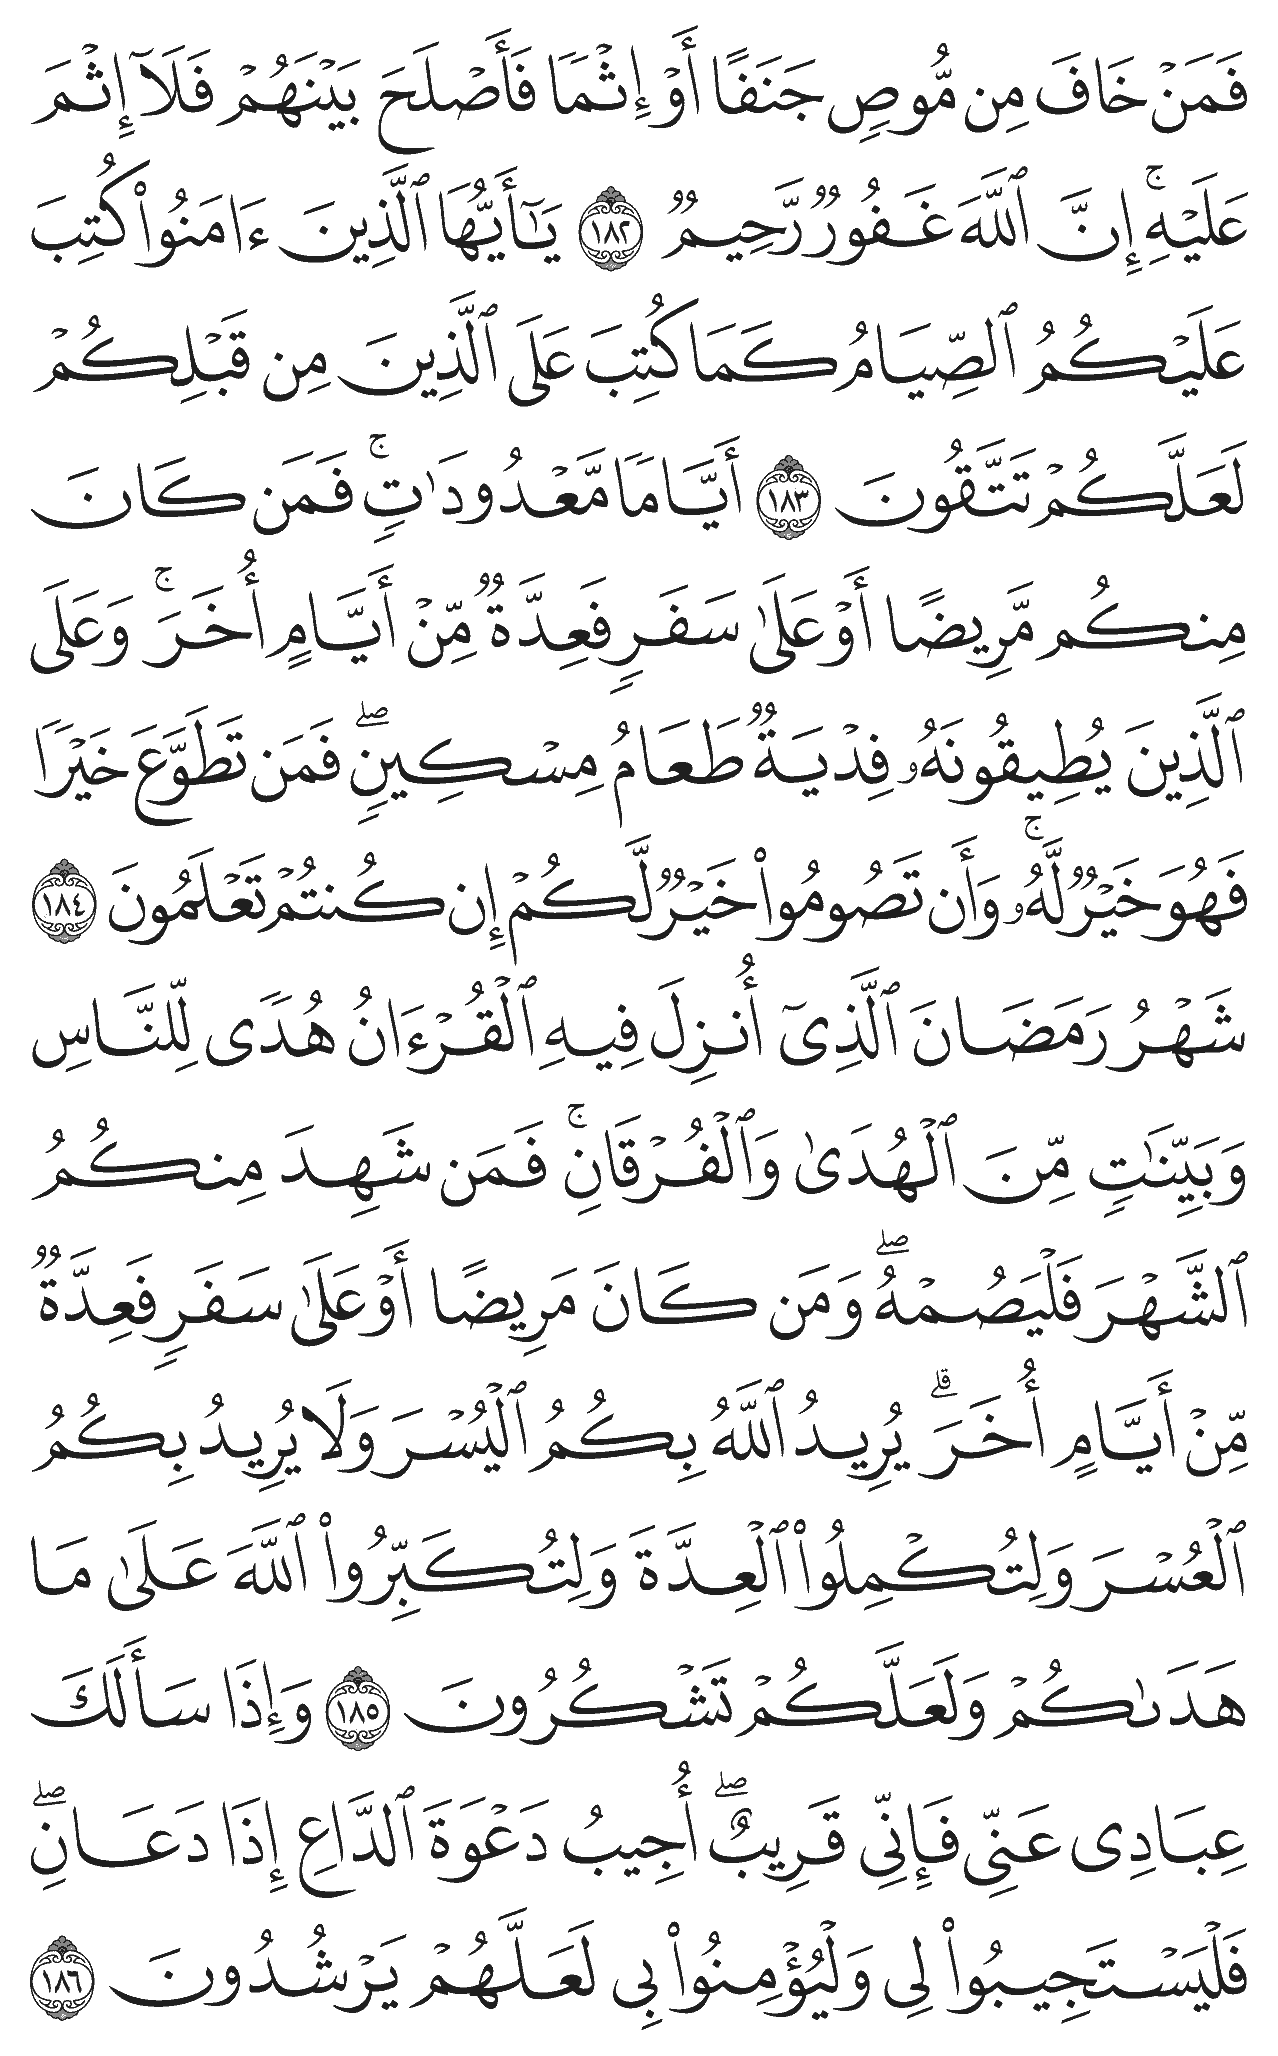 فَمَنۡ خَافَ مِن مُّوصٖ جَنَفًا أَوۡ إِثۡمٗا فَأَصۡلَحَ بَيۡنَهُمۡ فَلَآ إِثۡمَ
عَلَيۡهِۚ إِنَّ ٱللَّهَ غَفُورٞ رَّحِيمٞ ١٨٢ يَٰٓأَيُّهَا ٱلَّذِينَ ءَامَنُواْ كُتِبَ
عَلَيۡكُمُ ٱلصِّيَامُ كَمَا كُتِبَ عَلَى ٱلَّذِينَ مِن قَبۡلِكُمۡ
لَعَلَّكُمۡ تَتَّقُونَ ١٨٣ أَيَّامٗا مَّعۡدُودَٰتٖۚ فَمَن كَانَ
مِنكُم مَّرِيضًا أَوۡ عَلَىٰ سَفَرٖ فَعِدَّةٞ مِّنۡ أَيَّامٍ أُخَرَۚ وَعَلَى
ٱلَّذِينَ يُطِيقُونَهُۥ فِدۡيَةٞ طَعَامُ مِسۡكِينٖۖ فَمَن تَطَوَّعَ خَيۡرٗا
فَهُوَ خَيۡرٞ لَّهُۥۚ وَأَن تَصُومُواْ خَيۡرٞ لَّكُمۡ إِن كُنتُمۡ تَعۡلَمُونَ ١٨٤
شَهۡرُ رَمَضَانَ ٱلَّذِيٓ أُنزِلَ فِيهِ ٱلۡقُرۡءَانُ هُدٗى لِّلنَّاسِ
وَبَيِّنَٰتٖ مِّنَ ٱلۡهُدَىٰ وَٱلۡفُرۡقَانِۚ فَمَن شَهِدَ مِنكُمُ
ٱلشَّهۡرَ فَلۡيَصُمۡهُۖ وَمَن كَانَ مَرِيضًا أَوۡ عَلَىٰ سَفَرٖ فَعِدَّةٞ
مِّنۡ أَيَّامٍ أُخَرَۗ يُرِيدُ ٱللَّهُ بِكُمُ ٱلۡيُسۡرَ وَلَا يُرِيدُ بِكُمُ
ٱلۡعُسۡرَ وَلِتُكۡمِلُواْ ٱلۡعِدَّةَ وَلِتُكَبِّرُواْ ٱللَّهَ عَلَىٰ مَا
هَدَىٰكُمۡ وَلَعَلَّكُمۡ تَشۡكُرُونَ ١٨٥ وَإِذَا سَأَلَكَ
عِبَادِي عَنِّي فَإِنِّي قَرِيبٌۖ أُجِيبُ دَعۡوَةَ ٱلدَّاعِ إِذَا دَعَانِۖ
فَلۡيَسۡتَجِيبُواْ لِي وَلۡيُؤۡمِنُواْ بِي لَعَلَّهُمۡ يَرۡشُدُونَ ١٨٦